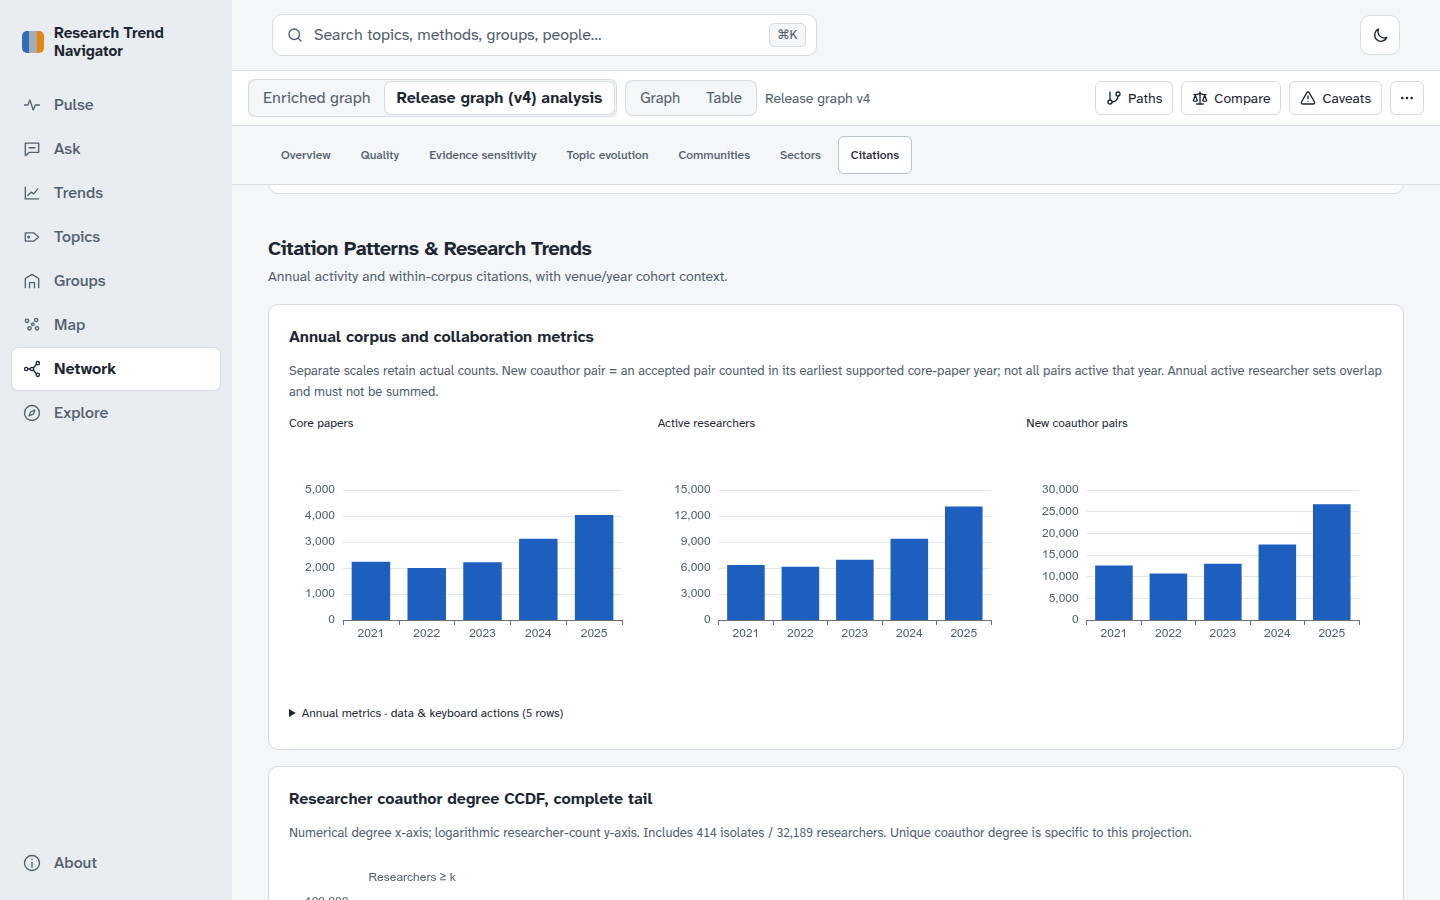 Research Trend
Navigator
Search topics, methods, groups, people...
⌘K
Pulse
Ask
Trends
Topics
Groups
Map
Network
Explore
About
Enriched graph
Release graph (v4) analysis
Graph
Table
Release graph v4
Paths
Compare
Caveats
Overview
Quality
Evidence sensitivity
Topic evolution
Communities
Sectors
Citations
Citation Patterns & Research Trends
Annual activity and within-corpus citations, with venue/year cohort context.
Annual corpus and collaboration metrics
Separate scales retain actual counts. New coauthor pair = an accepted pair counted in its earliest supported core-paper year; not all pairs active that year. Annual active researcher sets overlap
and must not be summed.
Core papers
5,000
4,000
3,000
2,000
1,000
0
2021 2022 2023 2024 2025
Active researchers
15,000
12,000
9,000
6,000
3,000
0
2021 2022 2023 2024 2025
New coauthor pairs
30,000
25,000
20,000
15,000
10,000
5,000
0
2021 2022 2023 2024 2025
Annual metrics · data & keyboard actions (5 rows)
Researcher coauthor degree CCDF, complete tail
Numerical degree x-axis; logarithmic researcher-count y-axis. Includes 414 isolates / 32,189 researchers. Unique coauthor degree is specific to this projection.
Researchers ≥ k